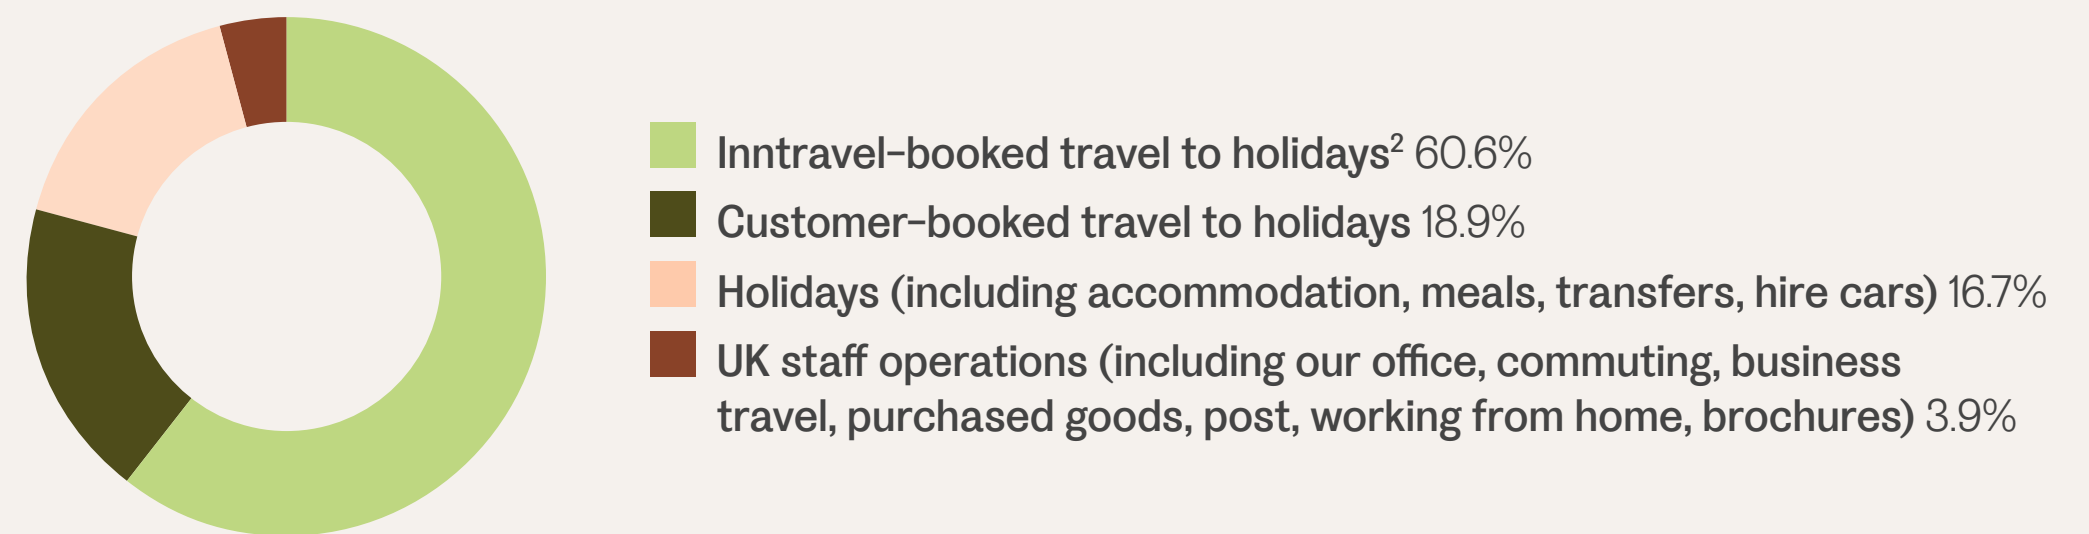 Inntravel-booked travel to holidays² 60.6%
Customer-booked travel to holidays 18.9%
Holidays (including accommodation, meals, transfers, hire cars) 16.7%
UK staff operations (including our office, commuting, business
travel, purchased goods, post, working from home, brochures) 3.9%